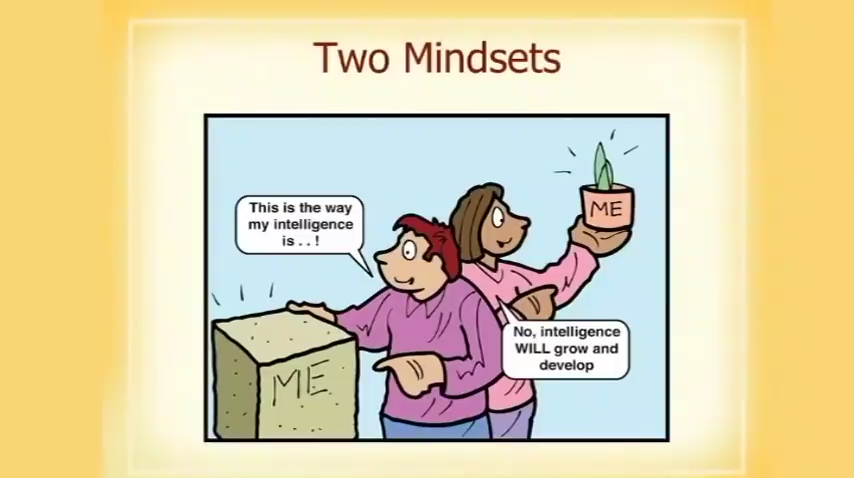 Two Mindsets
This is the way
my intelligence
is . . !
ME
No, intelligence
WILL grow and
develop
ME